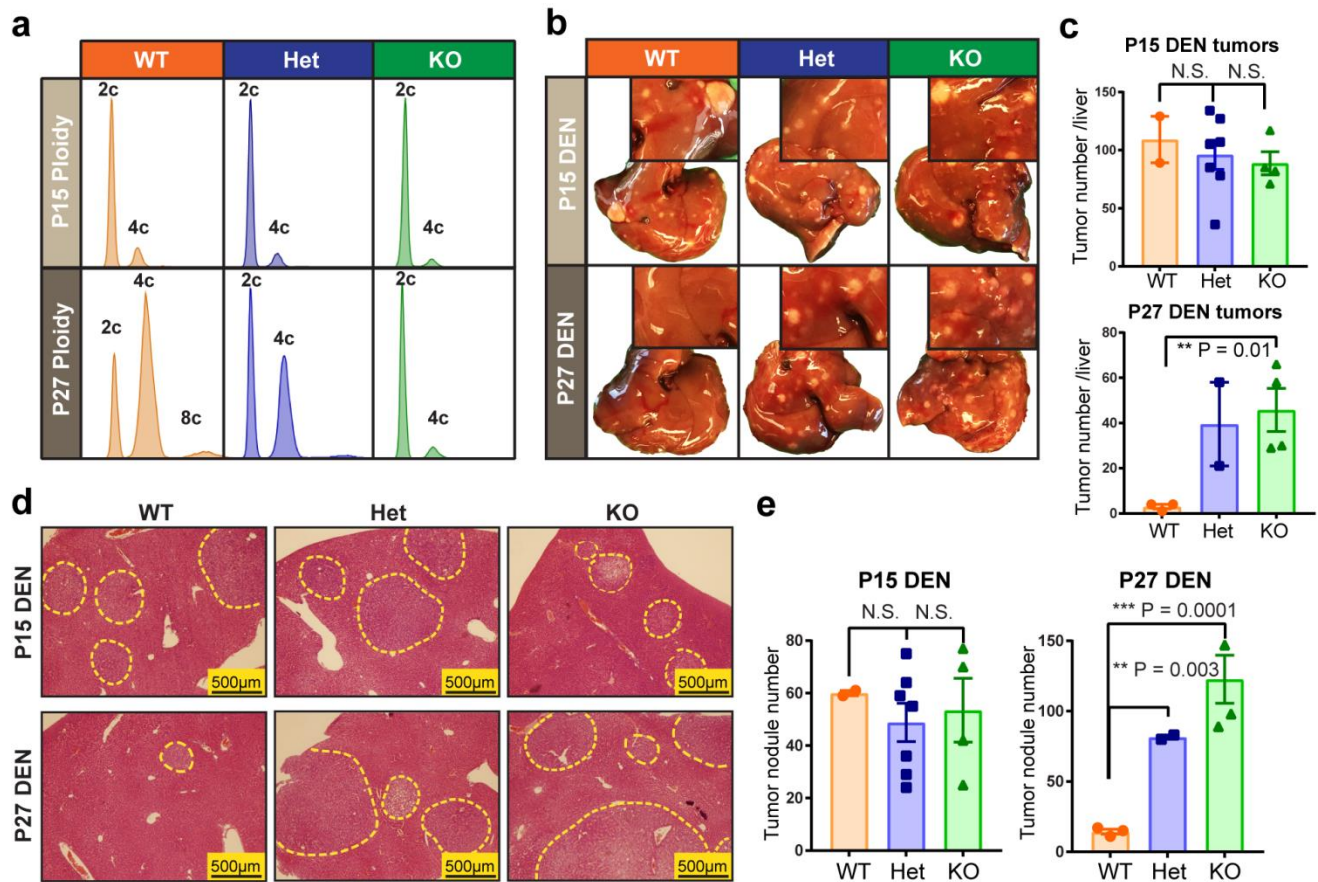 a
WT Het KO
P15 Ploidy
2c 4c 2c 4c 2c 4c
P27 Ploidy
2c 4c 8c 2c 4c 2c 4c
b
WT Het KO
P15 DEN
P27 DEN
c
P15 DEN tumors
N.S. N.S.
Tumor number /liver
150
100
50
0
WT Het KO
P27 DEN tumors
** P = 0.01
Tumor number /liver
80
60
40
20
0
WT Het KO
d
WT Het KO
P15 DEN
500µm 500µm 500µm
P27 DEN
500µm 500µm 500µm
e
P15 DEN
N.S. N.S.
Tumor nodule number
80
60
40
20
0
WT Het KO
P27 DEN
*** P = 0.0001
** P = 0.003
Tumor nodule number
150
100
50
0
WT Het KO